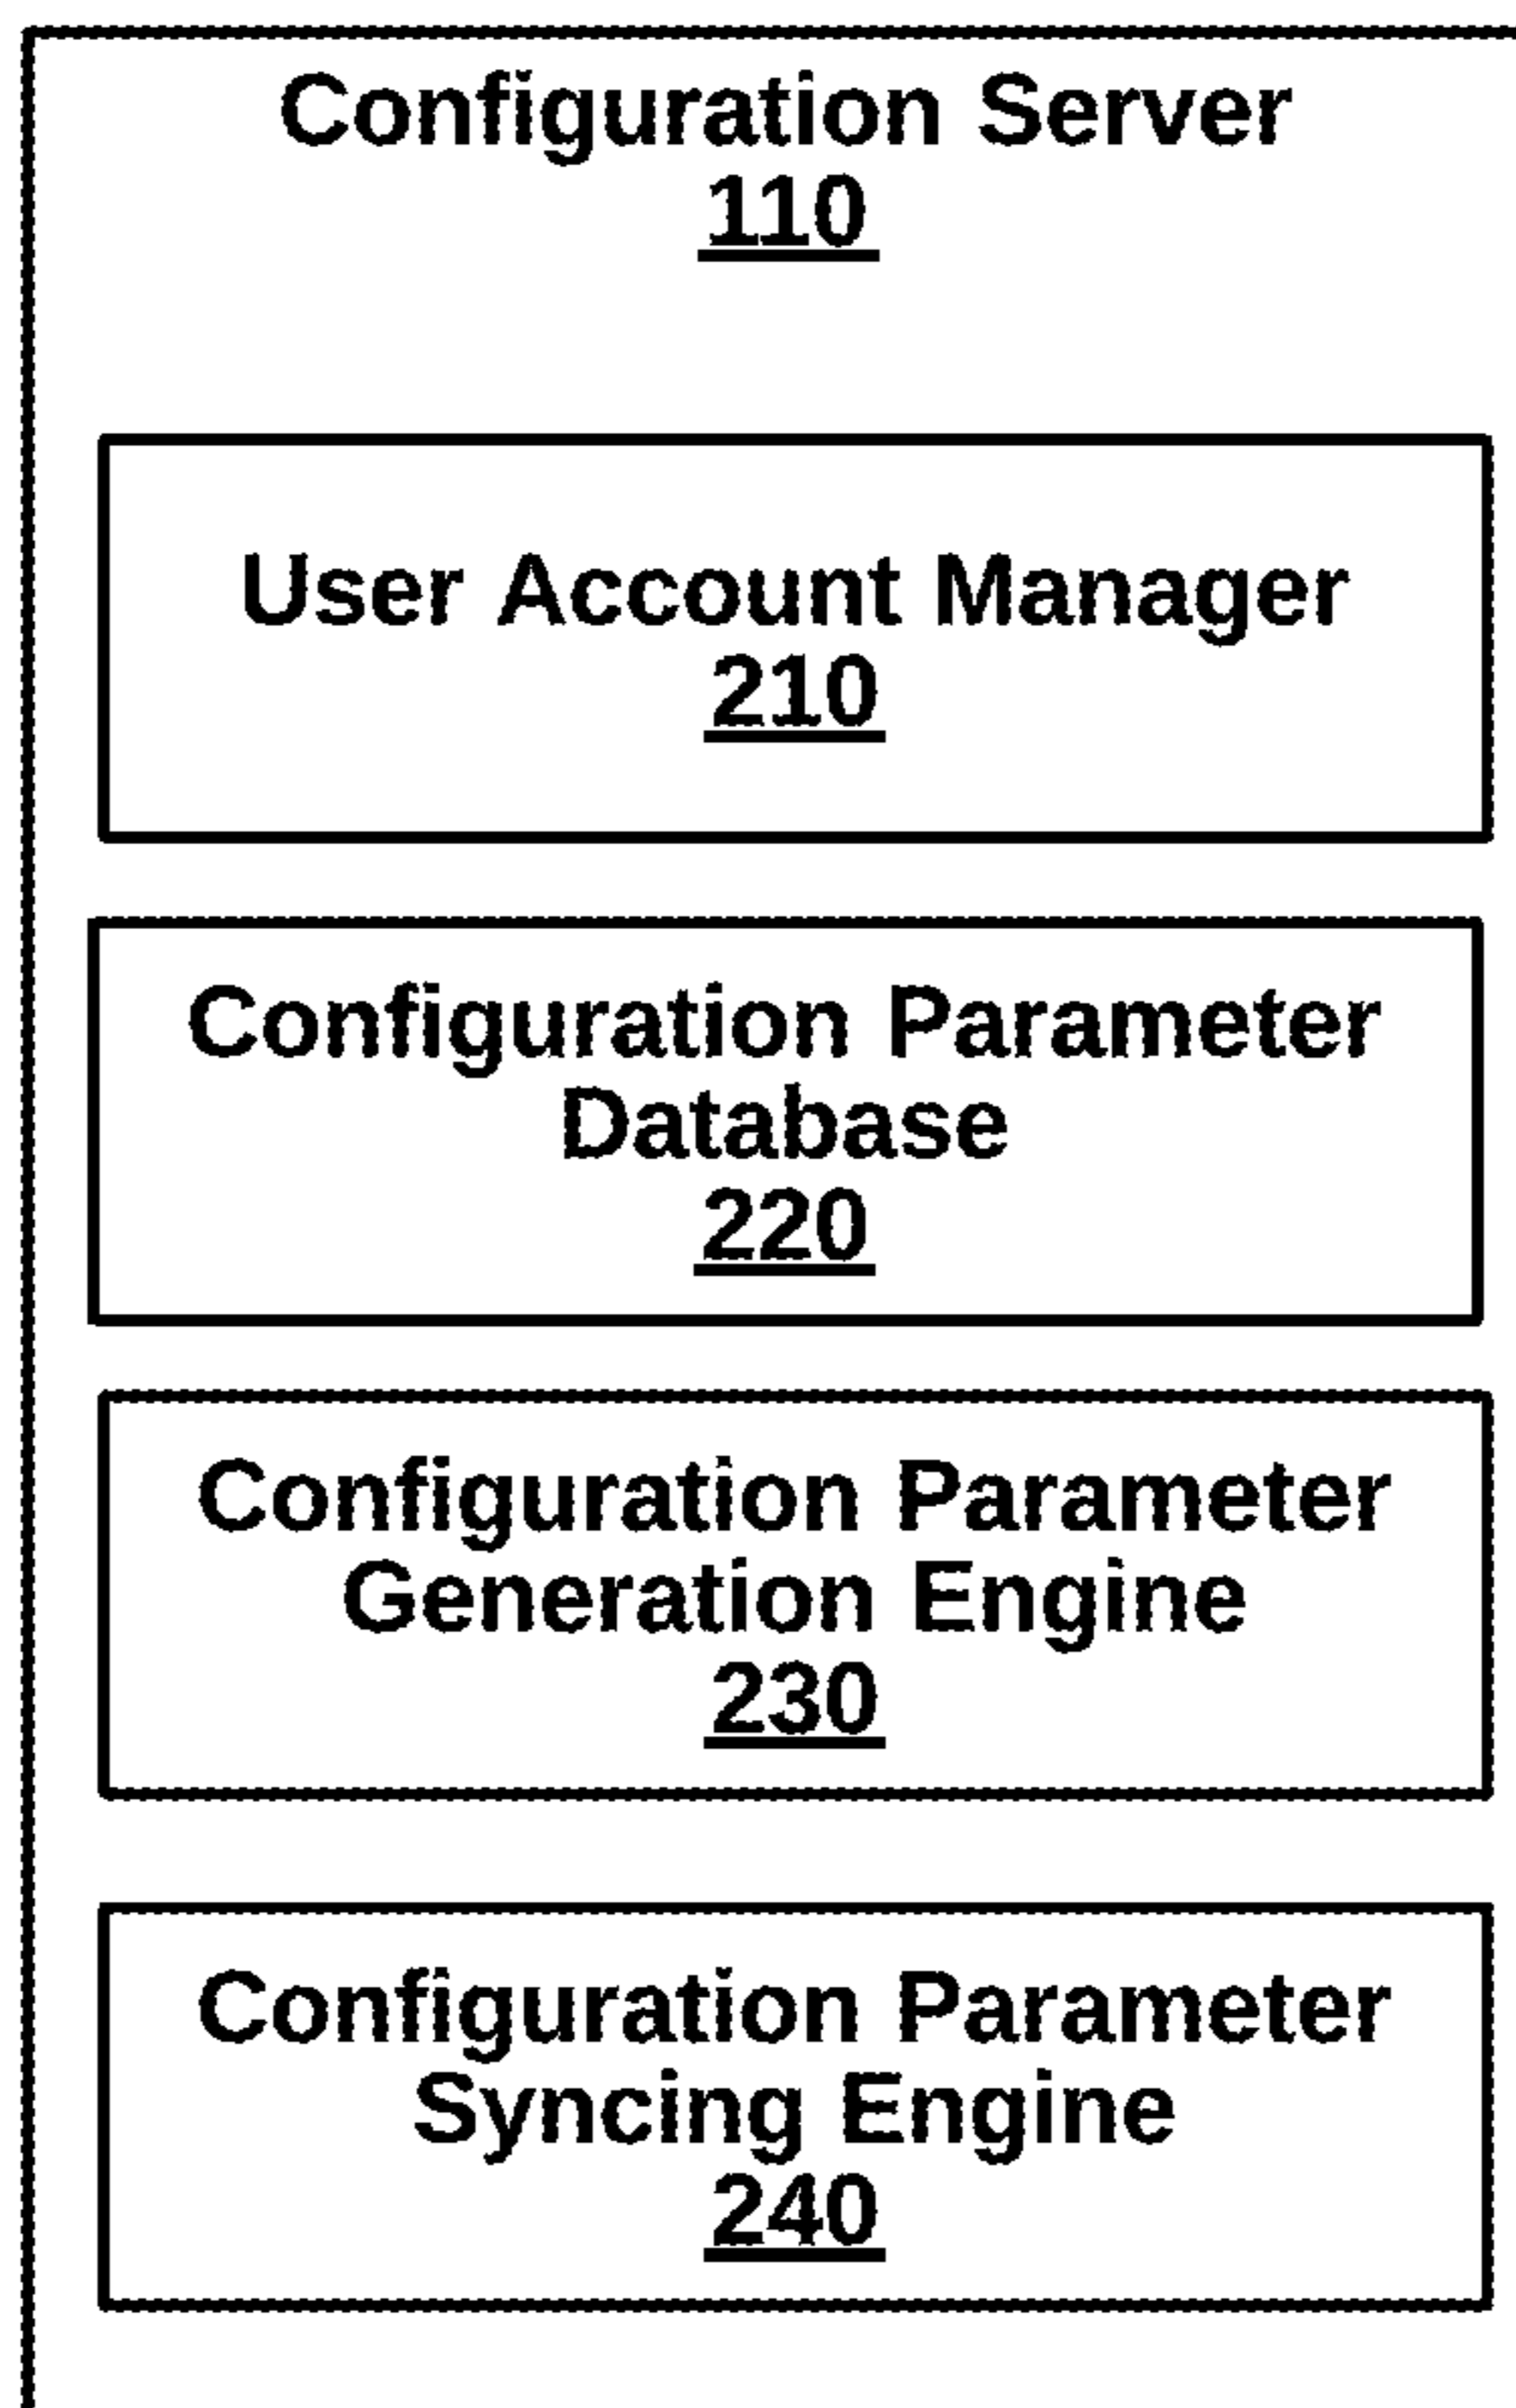 Configuration Server
110
User Account Manager
210
Configuration Parameter
Database
220
Configuration Parameter
Generation Engine
230
Configuration Parameter
Syncing Engine
240